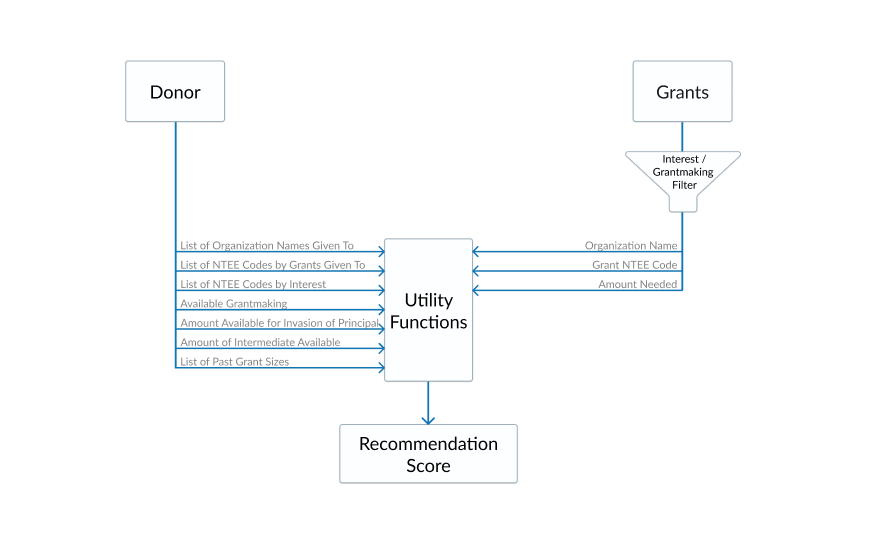 Donor
Grants
Interest /
Grantmaking
Filter
List of Organization Names Given To
List of NTEE Codes by Grants Given To
List of NTEE Codes by Interest
Available Grantmaking
Amount Available for Invasion of Principal
Amount of Intermediate Available
List of Past Grant Sizes
Organization Name
Grant NTEE Code
Amount Needed
Utility
Functions
Recommendation
Score